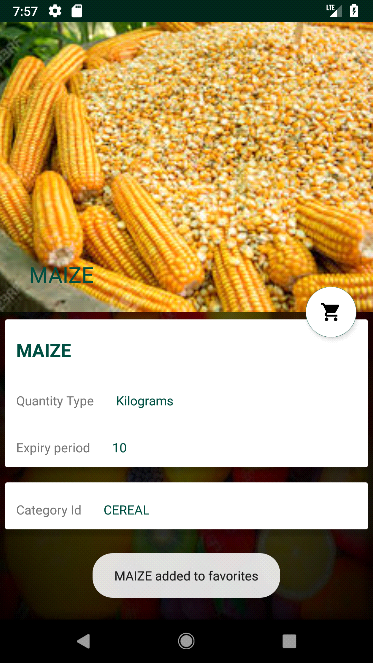 7:57 LTE
MAIZE
MAIZE
Quantity Type Kilograms
Expiry period 10
Category Id CEREAL
MAIZE added to favorites